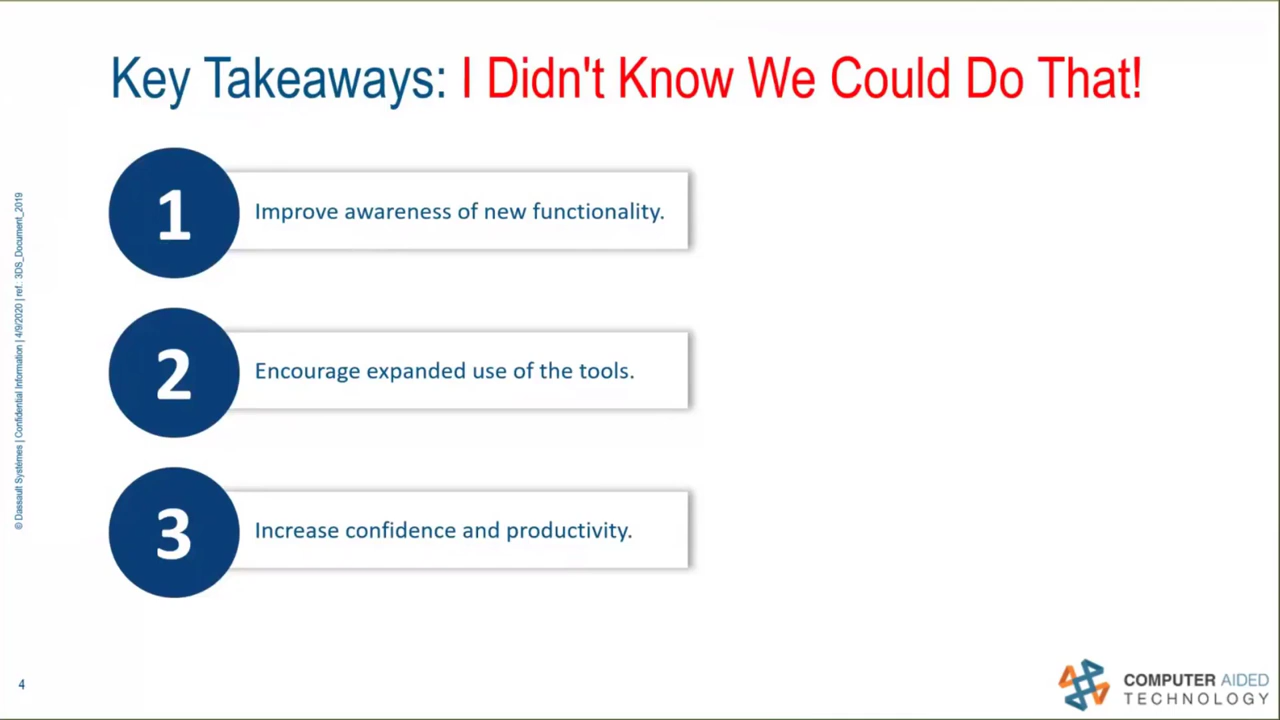 Key Takeaways: I Didn't Know We Could Do That!
1
Improve awareness of new functionality.
2
Encourage expanded use of the tools.
3
Increase confidence and productivity.
© Dassault Systèmes | Confidential Information | 4/9/2020 | ref.: 3DS_Document_2019
4
COMPUTER AIDED
TECHNOLOGY